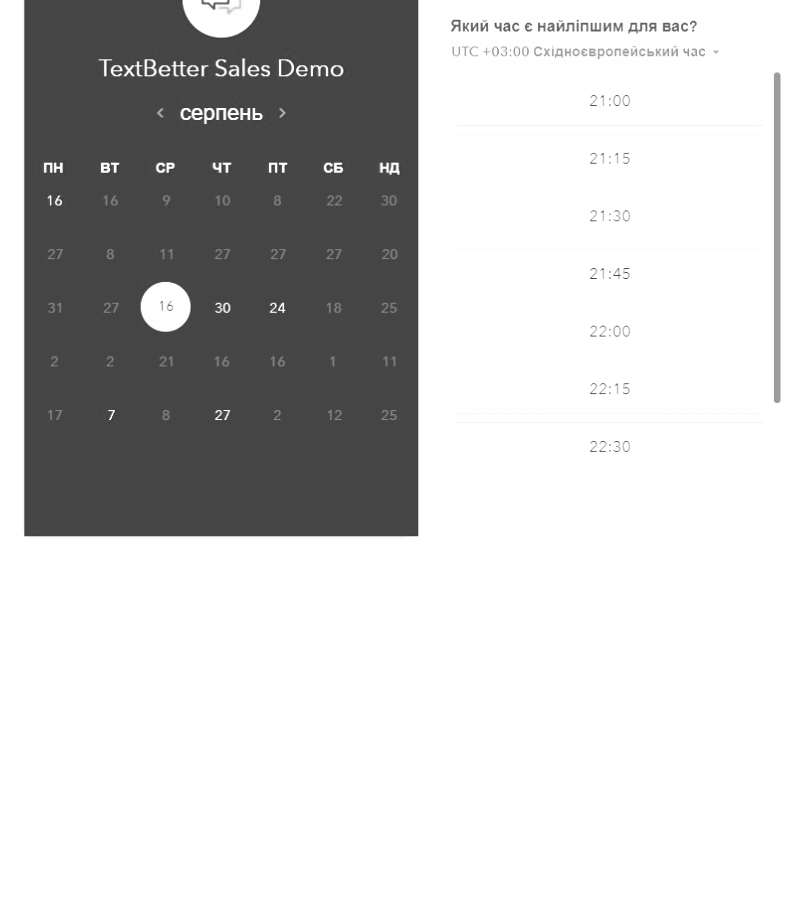 TextBetter Sales Demo
серпень
ПН ВТ СР ЧТ ПТ СБ НД
16 16 9 10 8 22 30
27 8 11 27 27 27 20
31 27 16 30 24 18 25
2 2 21 16 16 1 11
17 7 8 27 2 12 25
Який час є найліпшим для вас?
UTC +03:00 Східноєвропейський час
21:00
21:15
21:30
21:45
22:00
22:15
22:30